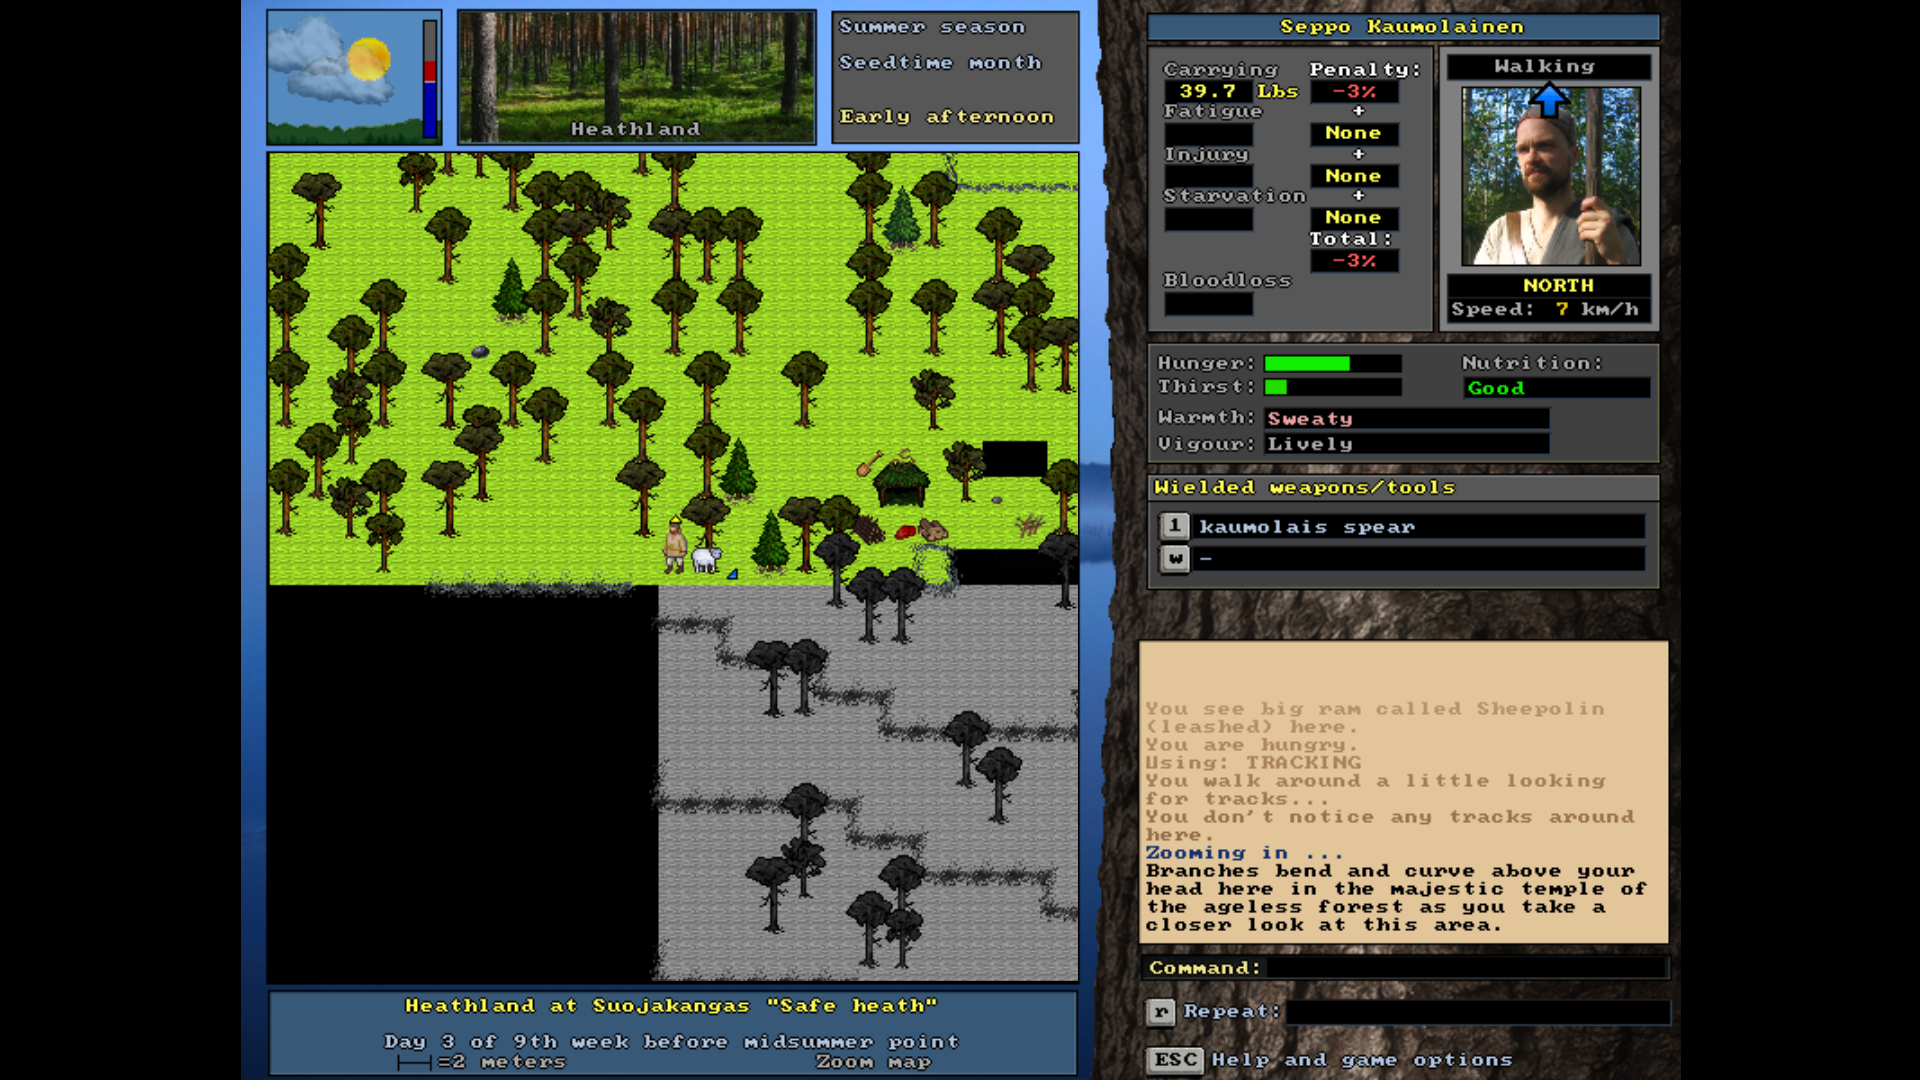 Summer season
Seedtime month
Early afternoon
Heathland
Seppo Kaumolainen
Carrying
Penalty:
39.7 Lbs
-3%
Fatigue
+
None
Injury
+
None
Starvation
+
None
Total:
-3%
Bloodloss
Walking
NORTH
Speed: 7 km/h
Hunger:
Nutrition:
Thirst:
Good
Warmth: Sweaty
Vigour: Lively
Wielded weapons/tools
1 kaumolais spear
w -
You see big ram called Sheepolin
(leashed) here.
You are hungry.
Using: TRACKING
You walk around a little looking
for tracks...
You don't notice any tracks around
here.
Zooming in ...
Branches bend and curve above your
head here in the majestic temple of
the ageless forest as you take a
closer look at this area.
Command:
r Repeat:
ESC Help and game options
Heathland at Suojakangas "Safe heath"
Day 3 of 9th week before midsummer point
=2 meters
Zoom map